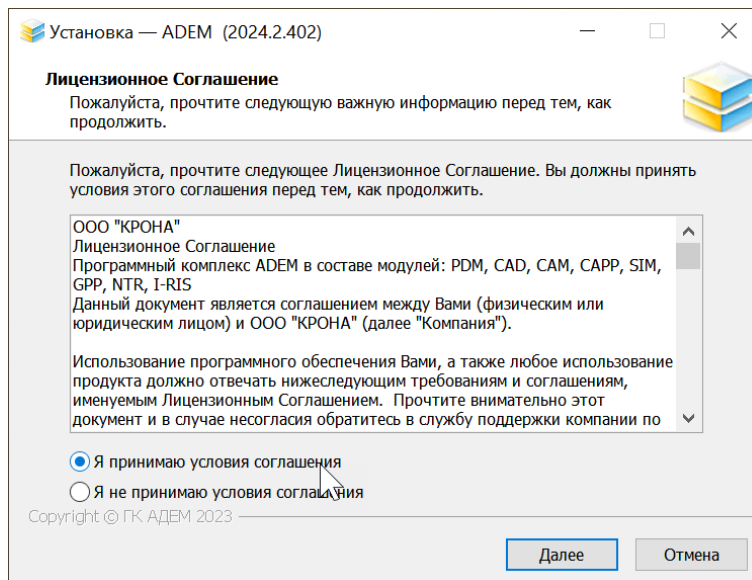 Установка — ADEM (2024.2.402)
Лицензионное Соглашение
Пожалуйста, прочтите следующую важную информацию перед тем, как
продолжить.
Пожалуйста, прочтите следующее Лицензионное Соглашение. Вы должны принять
условия этого соглашения перед тем, как продолжить.
ООО "КРОНА"
Лицензионное Соглашение
Программный комплекс ADEM в составе модулей: PDM, CAD, CAM, CAPP, SIM,
GPP, NTR, I-RIS
Данный документ является соглашением между Вами (физическим или
юридическим лицом) и ООО "КРОНА" (далее "Компания").
Использование программного обеспечения Вами, а также любое использование
продукта должно отвечать нижеследующим требованиям и соглашениям,
именуемым Лицензионным Соглашением. Прочтите внимательно этот
документ и в случае несогласия обратитесь в службу поддержки компании по
Я принимаю условия соглашения
Я не принимаю условия соглашения
Copyright © ГК АДЕМ 2023
Далее
Отмена